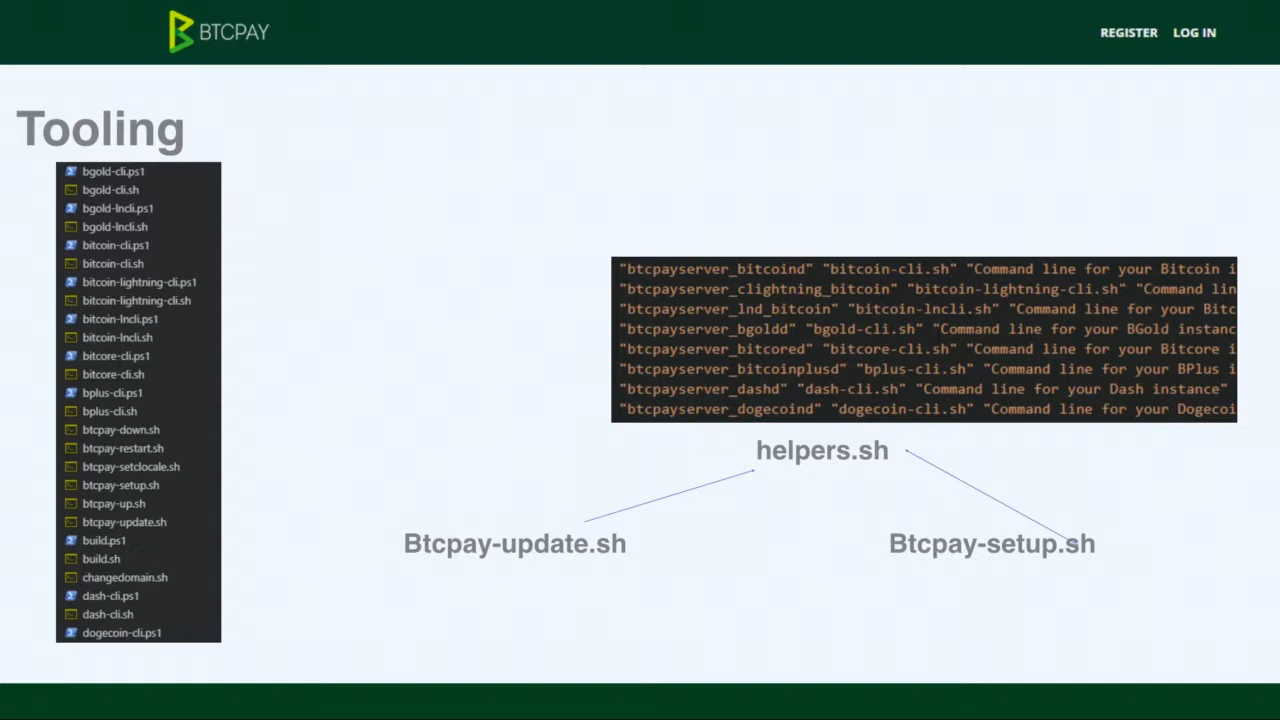 BTCPAY
REGISTER LOG IN
Tooling
bgold-cli.ps1
bgold-cli.sh
bgold-lncli.ps1
bgold-lncli.sh
bitcoin-cli.ps1
bitcoin-cli.sh
bitcoin-lightning-cli.ps1
bitcoin-lightning-cli.sh
bitcoin-lncli.ps1
bitcoin-lncli.sh
bitcore-cli.ps1
bitcore-cli.sh
bplus-cli.ps1
bplus-cli.sh
btcpay-down.sh
btcpay-restart.sh
btcpay-setclocale.sh
btcpay-setup.sh
btcpay-up.sh
btcpay-update.sh
build.ps1
build.sh
changedomain.sh
dash-cli.ps1
dash-cli.sh
dogecoin-cli.ps1
"btcpayserver_bitcoind" "bitcoin-cli.sh" "Command line for your Bitcoin i
"btcpayserver_clightning_bitcoin" "bitcoin-lightning-cli.sh" "Command lin
"btcpayserver_lnd_bitcoin" "bitcoin-lncli.sh" "Command line for your Bitc
"btcpayserver_bgoldd" "bgold-cli.sh" "Command line for your BGold instanc
"btcpayserver_bitcored" "bitcore-cli.sh" "Command line for your Bitcore i
"btcpayserver_bitcoinplusd" "bplus-cli.sh" "Command line for your BPlus i
"btcpayserver_dashd" "dash-cli.sh" "Command line for your Dash instance"
"btcpayserver_dogecoind" "dogecoin-cli.sh" "Command line for your Dogecoi
helpers.sh
Btcpay-update.sh
Btcpay-setup.sh